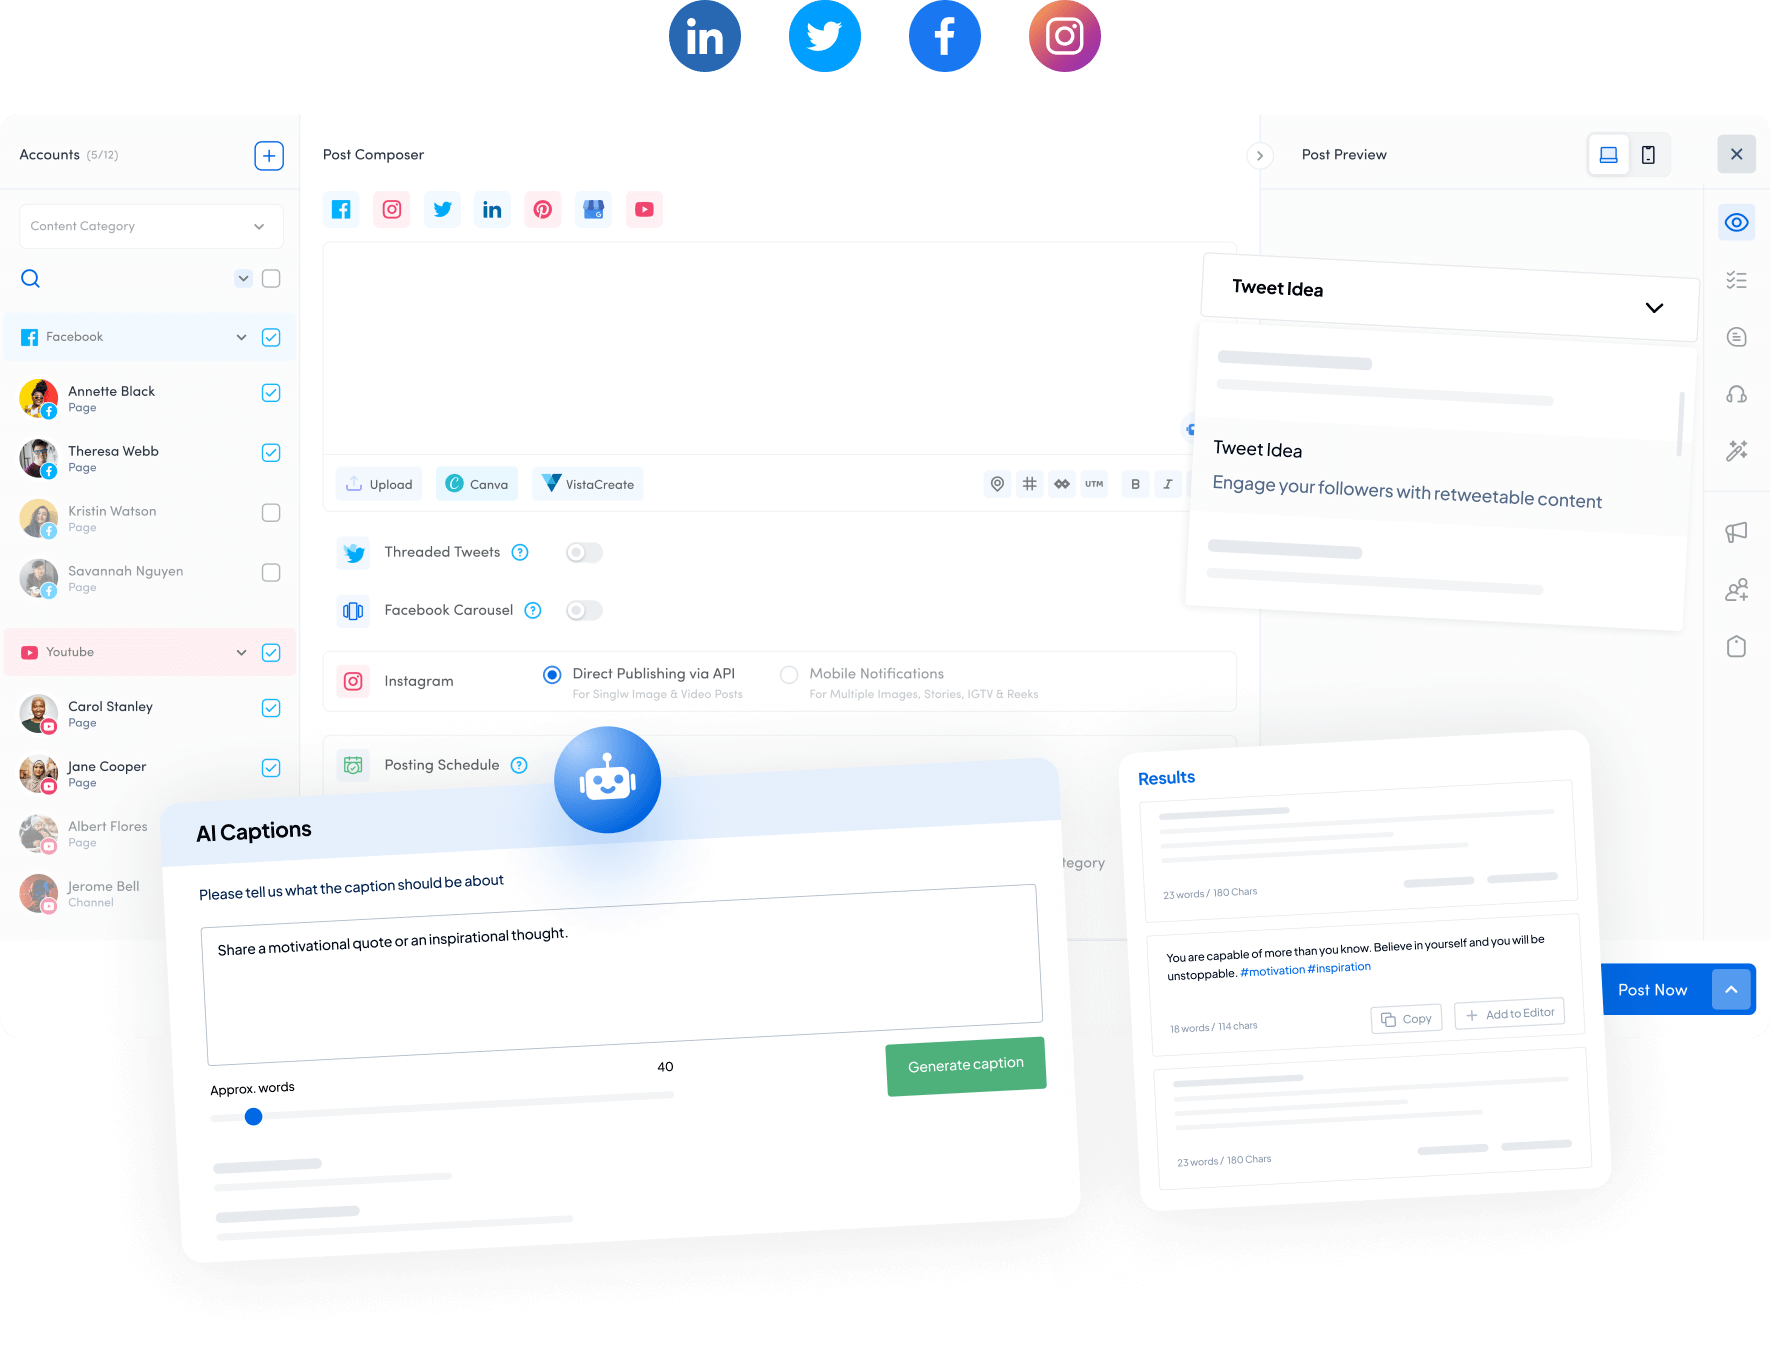 in
Accounts (5/12)
Content Category
Facebook
Annette Black
Page
Theresa Webb
Page
Kristin Watson
Page
Savannah Nguyen
Page
Youtube
Carol Stanley
Page
Jane Cooper
Page
Albert Flores
Page
Jerome Bell
Channel
Post Composer
in
Upload
Canva
VistaCreate
UTM
B
I
Threaded Tweets ?
Facebook Carousel ?
Instagram
Direct Publishing via API
For Singlw Image & Video Posts
Mobile Notifications
For Multiple Images, Stories, IGTV & Reeks
Posting Schedule ?
tegory
Post Preview
Tweet Idea
Tweet Idea
Engage your followers with retweetable content
AI Captions
Please tell us what the caption should be about
Share a motivational quote or an inspirational thought.
Approx. words
40
Generate caption
Results
23 words / 180 Chars
You are capable of more than you know. Believe in yourself and you will be
unstoppable. #motivation #inspiration
18 words / 114 chars
Copy
Add to Editor
23 words / 180 Chars
Post Now